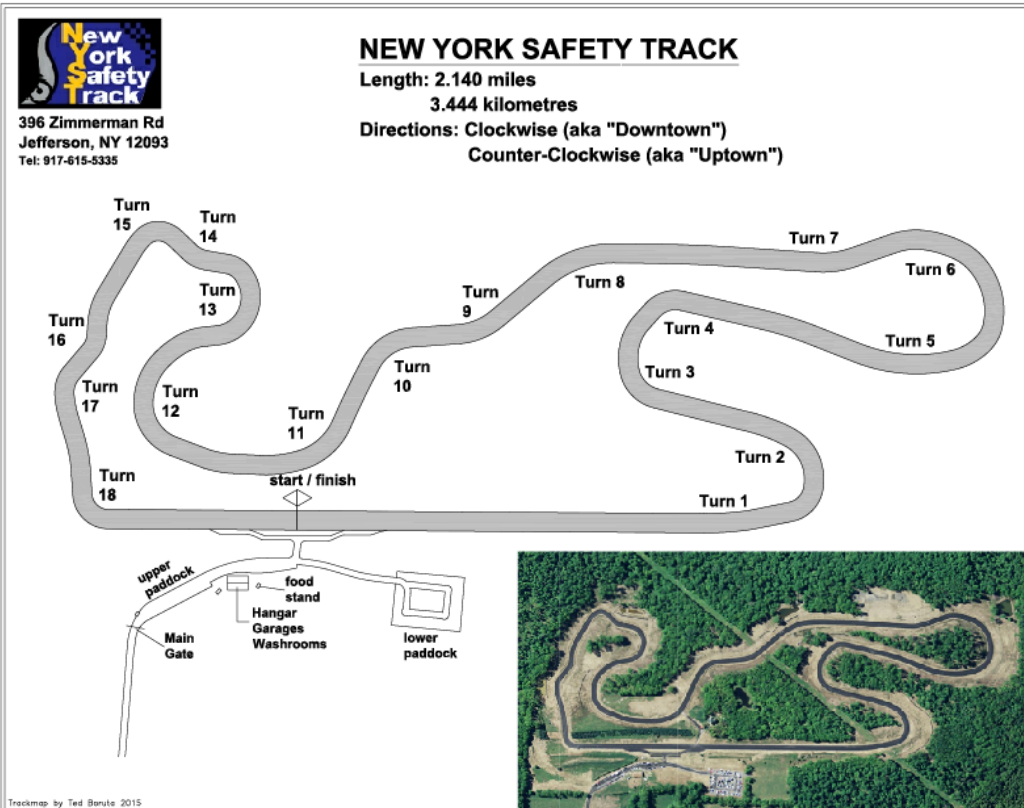 New
York
Safety
Track
396 Zimmerman Rd
Jefferson, NY 12093
Tel: 917-615-5335
NEW YORK SAFETY TRACK
Length: 2.140 miles
3.444 kilometres
Directions: Clockwise (aka "Downtown")
Counter-Clockwise (aka "Uptown")
Turn
15
Turn
14
Turn 7
Turn 6
Turn
13
Turn
9
Turn 8
Turn
16
Turn 4
Turn 5
Turn
10
Turn 3
Turn
17
Turn
12
Turn
11
Turn 2
Turn
18
start / finish
Turn 1
upper
paddock
food
stand
Hangar
Garages
Washrooms
Main
Gate
lower
paddock
Trackmap by Ted Baruta 2015